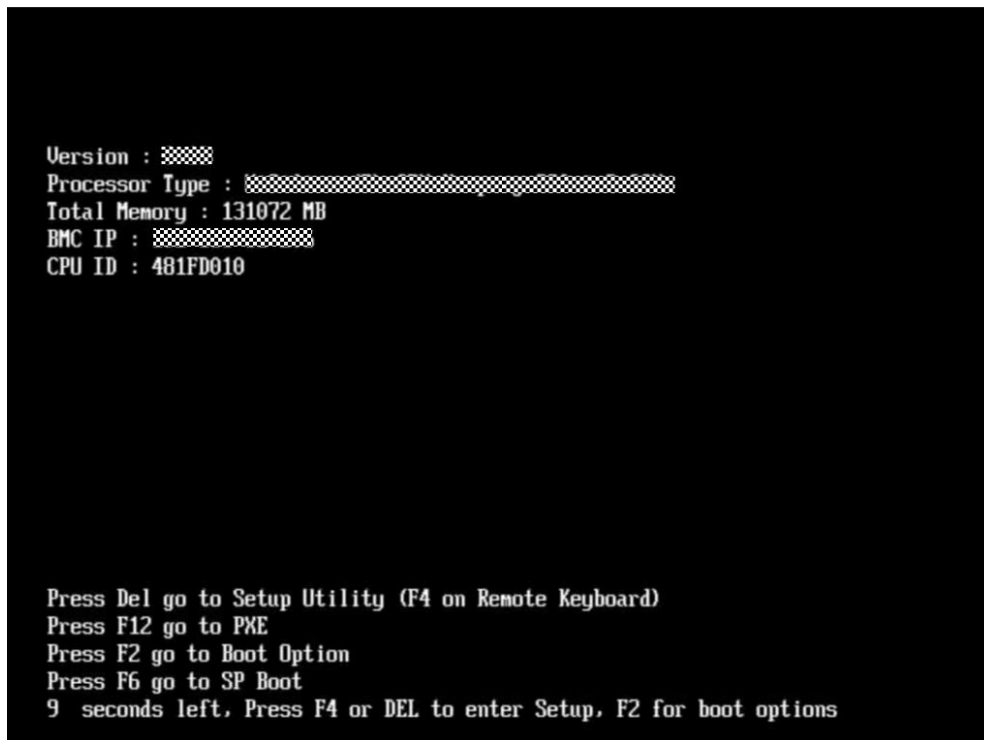 Version :
Processor Type :
Total Memory : 131072 MB
BMC IP :
CPU ID : 481FD010
Press Del go to Setup Utility (F4 on Remote Keyboard)
Press F12 go to PXE
Press F2 go to Boot Option
Press F6 go to SP Boot
9 seconds left, Press F4 or DEL to enter Setup, F2 for boot options